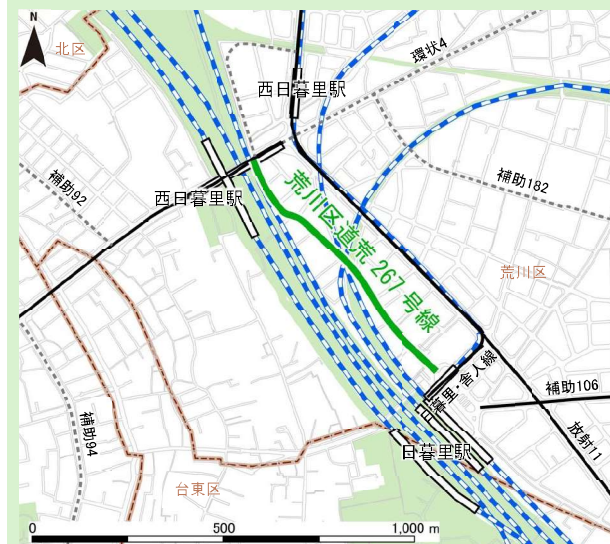 N
北区
環状4
西日暮里駅
補助92
西日暮里駅
補助182
荒川区道荒 267 号線
荒川区
日暮里・舎人線
補助106
補助94
放射11
日暮里駅
台東区
0 500 1,000 m